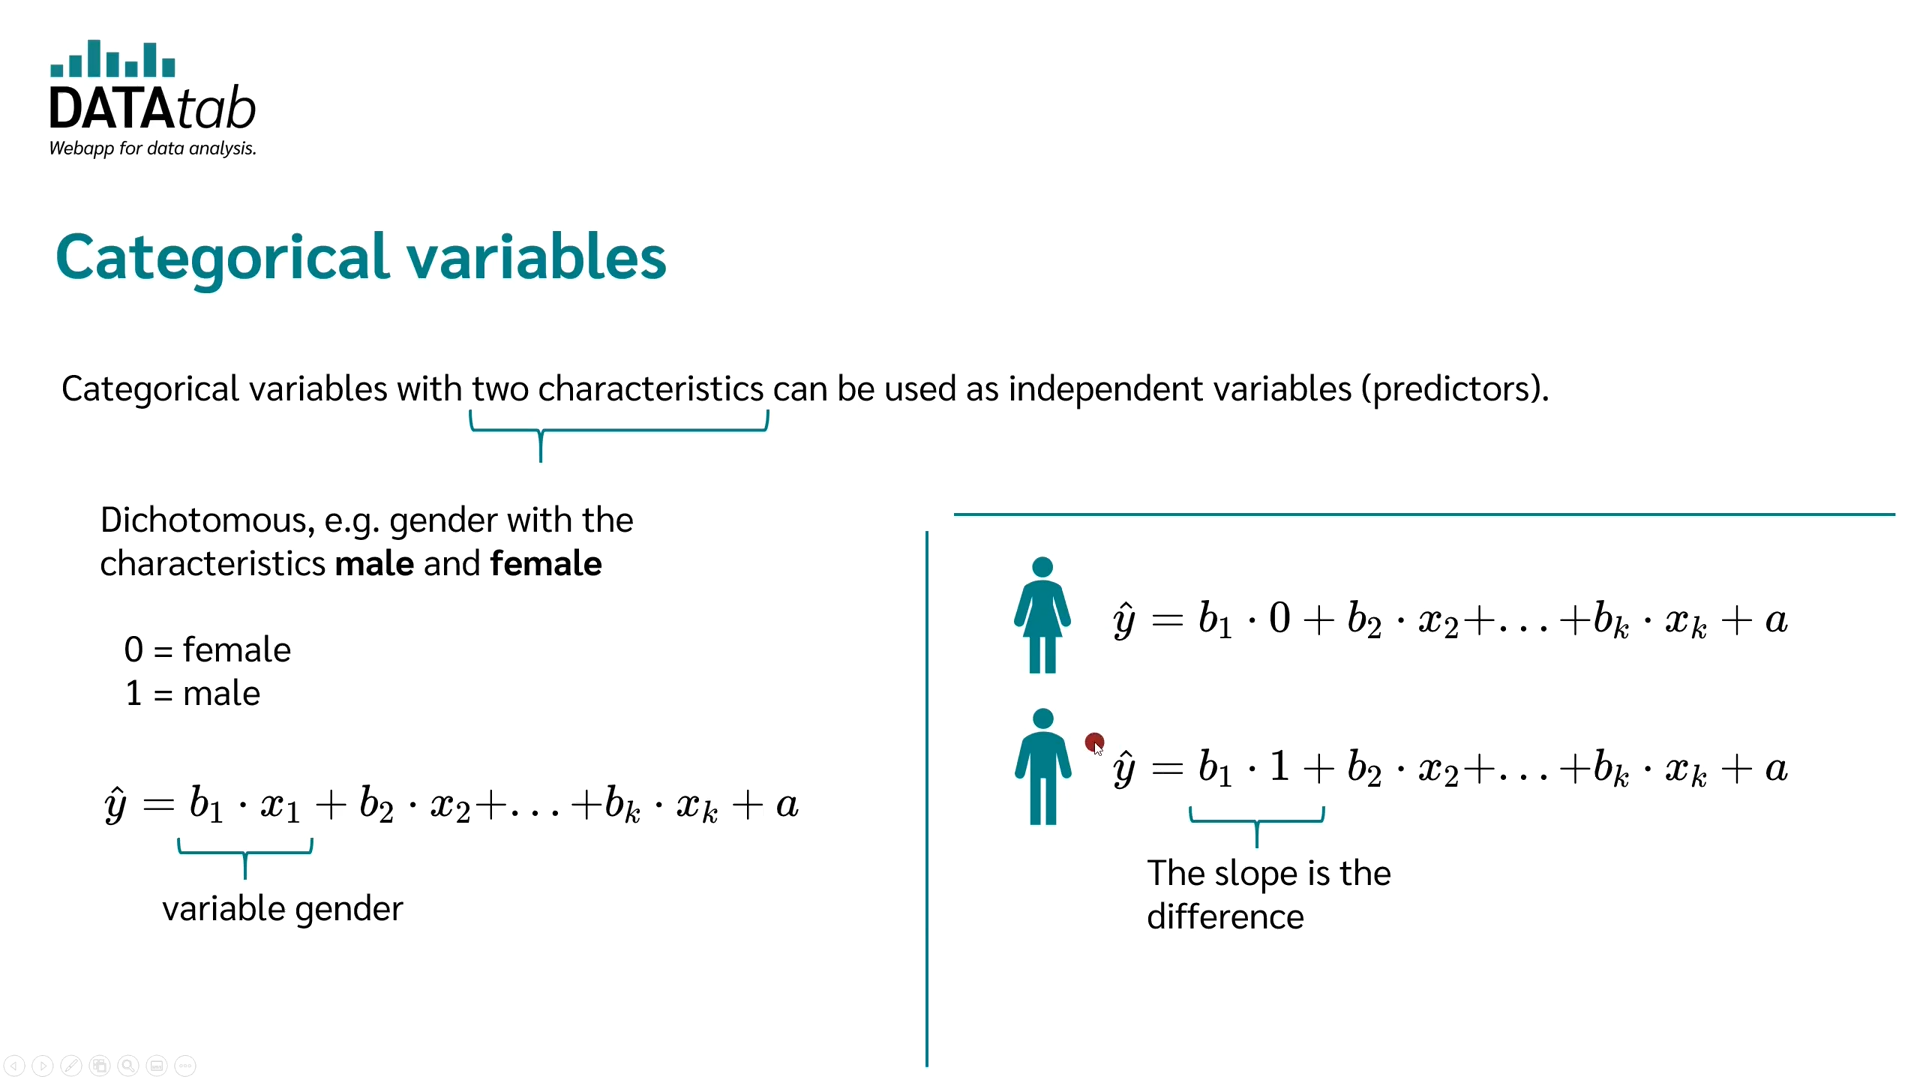 DATAtab
Webapp for data analysis.
Categorical variables
Categorical variables with two characteristics can be used as independent variables (predictors).
Dichotomous, e.g. gender with the
characteristics male and female
0 = female
1 = male
ŷ = b₁ · x₁ + b₂ · x₂+. . . +bₖ · xₖ + a
variable gender
ŷ = b₁ · 0 + b₂ · x₂+. . . +bₖ · xₖ + a
ŷ = b₁ · 1 + b₂ · x₂+. . . +bₖ · xₖ + a
The slope is the
difference